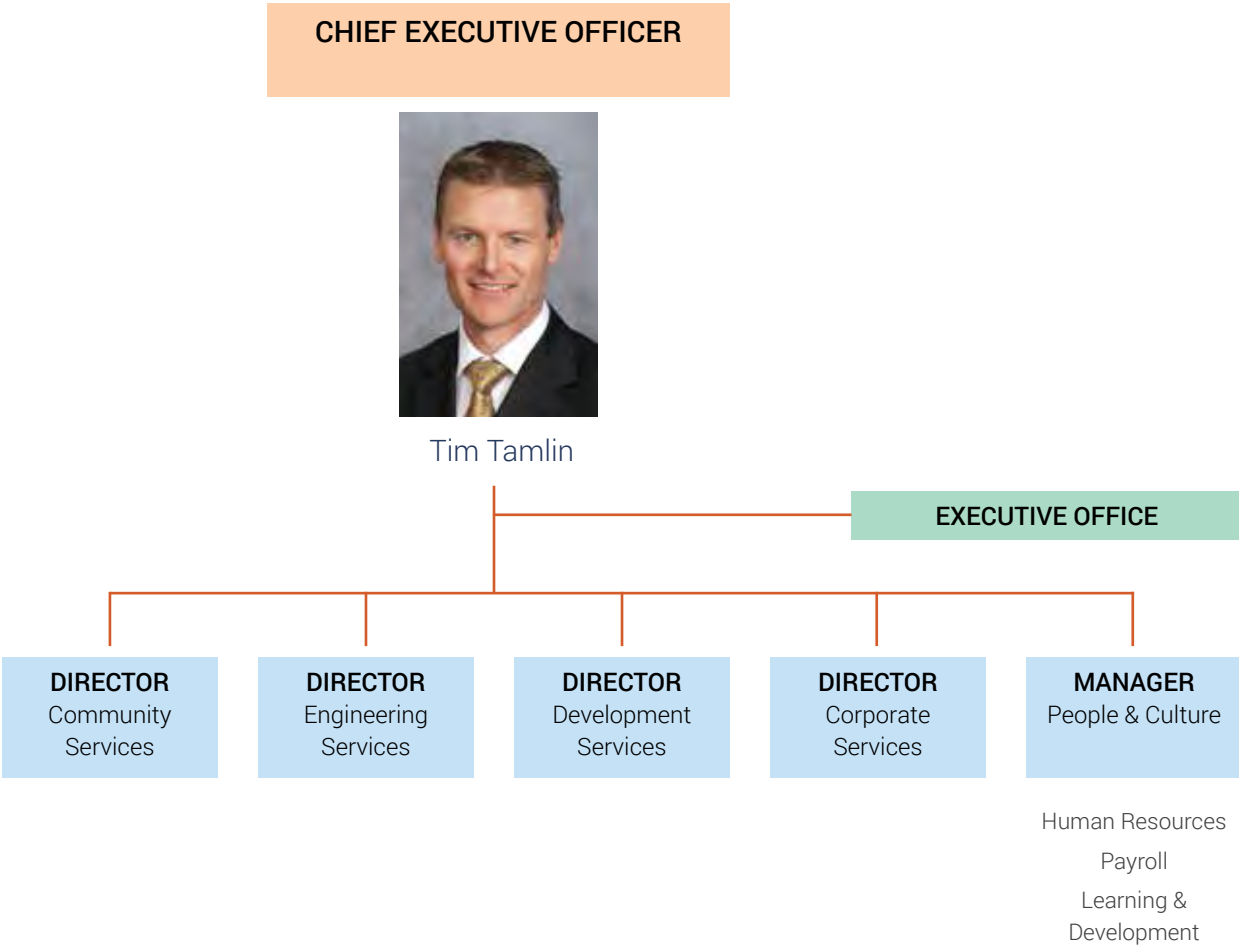 CHIEF EXECUTIVE OFFICER
Tim Tamlin
EXECUTIVE OFFICE
DIRECTOR
Community
Services
DIRECTOR
Engineering
Services
DIRECTOR
Development
Services
DIRECTOR
Corporate
Services
MANAGER
People & Culture
Human Resources
Payroll
Learning &
Development